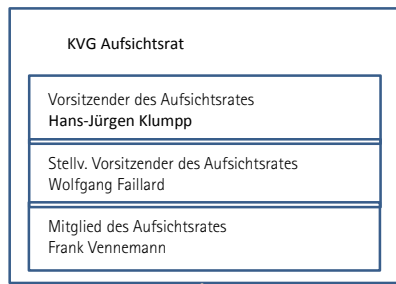 KVG Aufsichtsrat
Vorsitzender des Aufsichtsrates
Hans-Jürgen Klumpp
Stellv. Vorsitzender des Aufsichtsrates
Wolfgang Faillard
Mitglied des Aufsichtsrates
Frank Vennemann